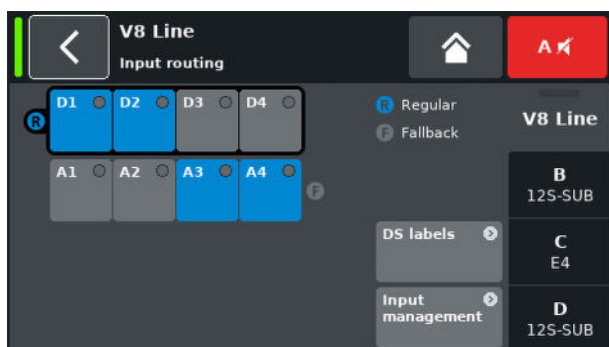 V8 Line
Input routing
A
R
D1 D2 D3 D4
A1 A2 A3 A4
F
R Regular
F Fallback
DS labels
Input
management
V8 Line
B
12S-SUB
C
E4
D
12S-SUB